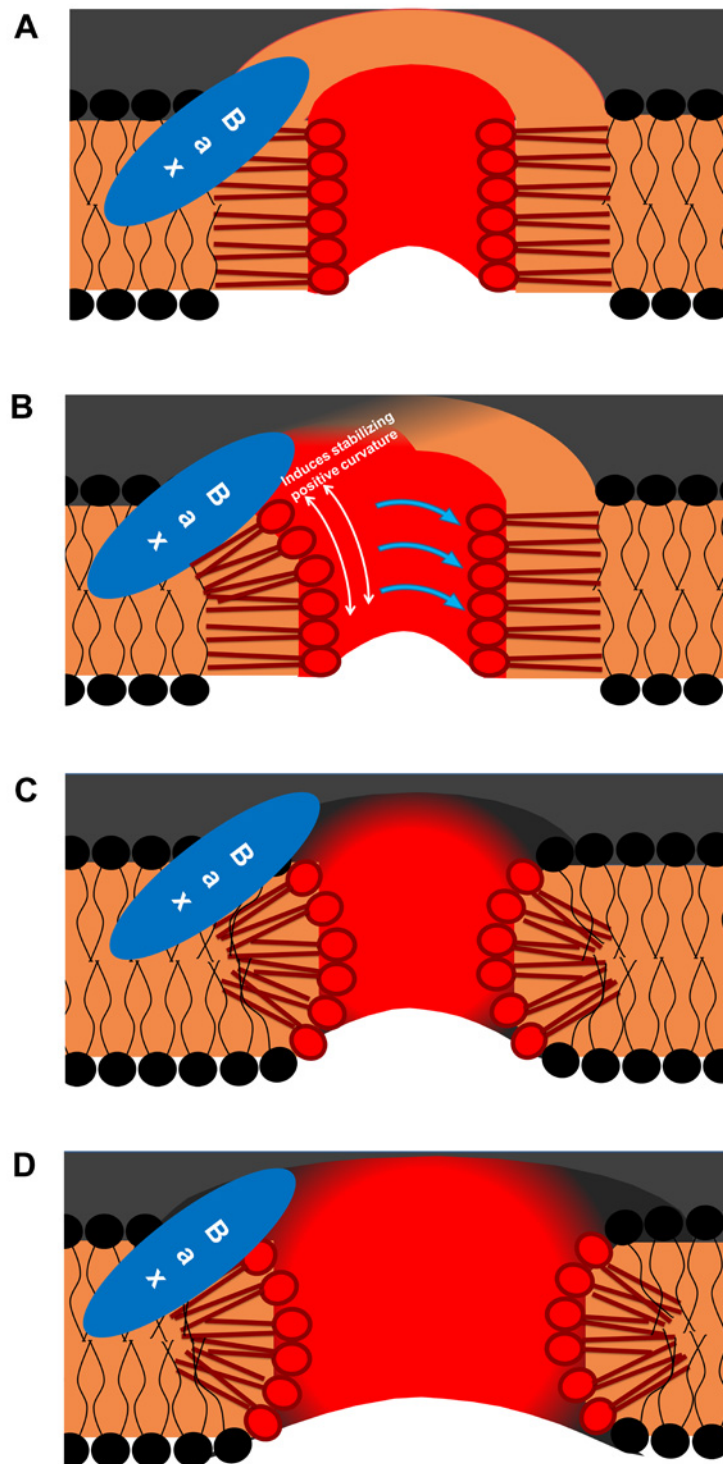 A
Bax
B
Induces stabilizing
positive curvature
Bax
C
Bax
D
Bax